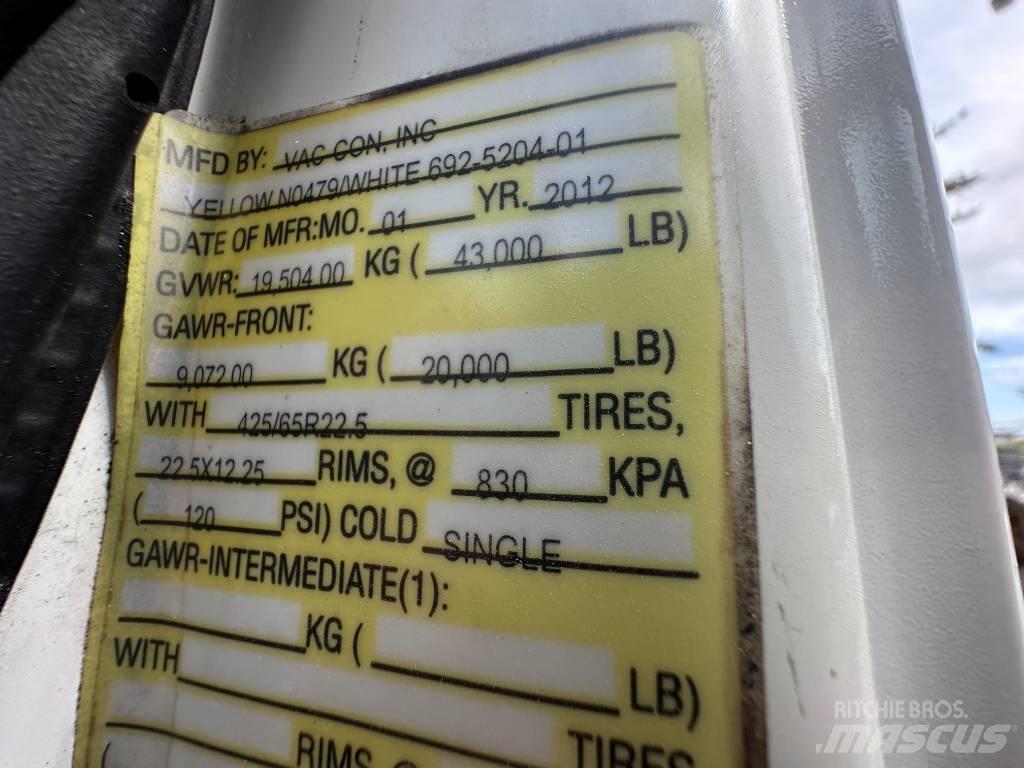 MFD BY: VAC CON, INC
YELLOW N0479/WHITE 692-5204-01
DATE OF MFR:MO. 01 YR. 2012
GVWR: 19,504.00 KG ( 43,000 LB)
GAWR-FRONT:
9,072.00 KG ( 20,000 LB)
WITH 425/65R22.5 TIRES,
22.5X12.25 RIMS, @ 830 KPA
( 120 PSI) COLD SINGLE
GAWR-INTERMEDIATE(1):
KG ( LB)
WITH TIRES
RIMS, @
RITCHIE BROS.
MASCUS